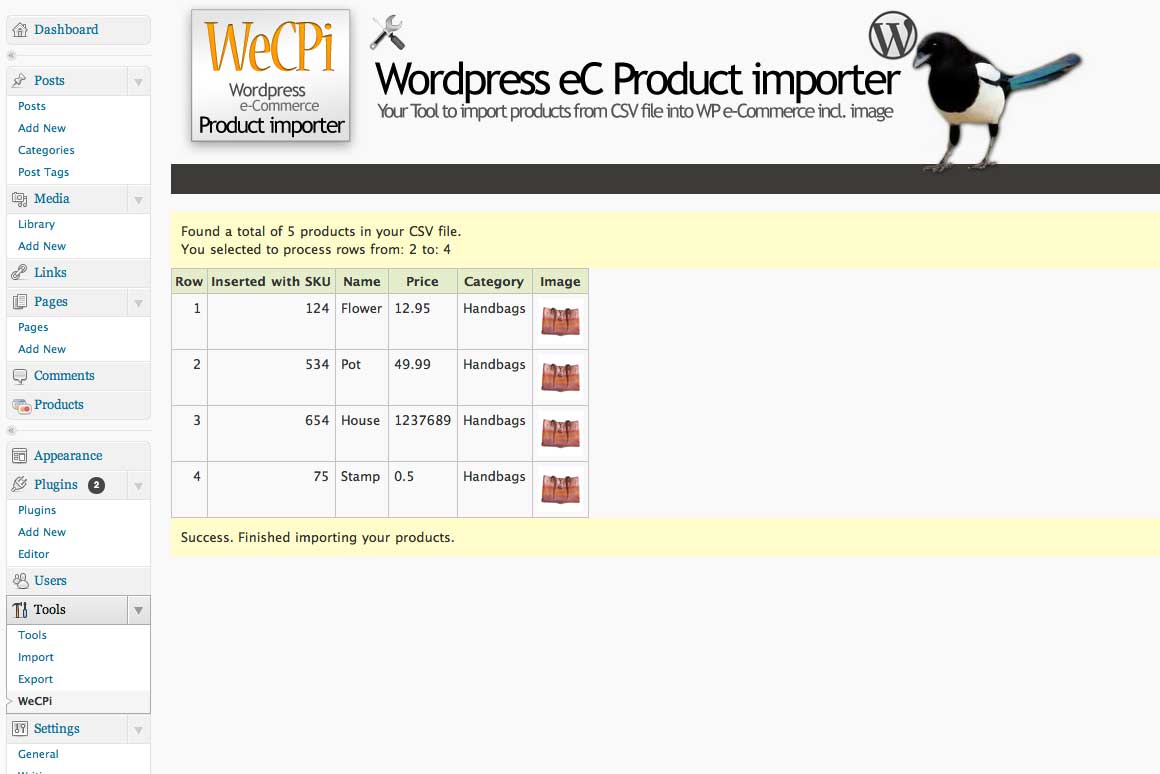 Dashboard
Posts
Posts
Add New
Categories
Post Tags
Media
Library
Add New
Links
Pages
Pages
Add New
Comments
Products
Appearance
Plugins 2
Plugins
Add New
Editor
Users
Tools
Tools
Import
Export
WeCPi
Settings
General
WeCPi
Wordpress
e-Commerce
Product importer
Wordpress eC Product importer
Your Tool to import products from CSV file into WP e-Commerce incl. image
Found a total of 5 products in your CSV file.
You selected to process rows from: 2 to: 4
Row Inserted with SKU Name Price Category Image
1 124 Flower 12.95 Handbags
2 534 Pot 49.99 Handbags
3 654 House 1237689 Handbags
4 75 Stamp 0.5 Handbags
Success. Finished importing your products.